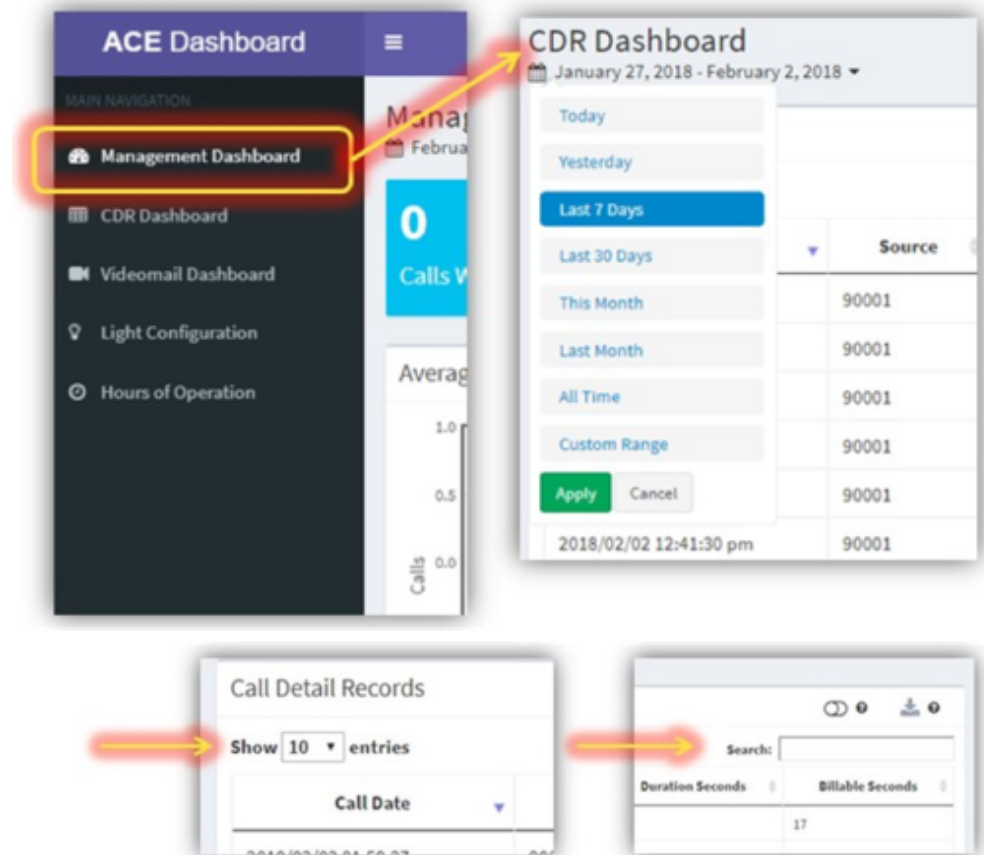 ACE Dashboard
MAIN NAVIGATION
Management Dashboard
CDR Dashboard
Videomail Dashboard
Light Configuration
Hours of Operation
0
Calls
1.0
0.5
0.0
Calls
CDR Dashboard
January 27, 2018 - February 2, 2018
Today
Yesterday
Last 7 Days
Last 30 Days
This Month
Last Month
All Time
Custom Range
Apply Cancel
Source
90001
90001
90001
90001
90001
2018/02/02 12:41:30 pm 90001
Call Detail Records
Show 10 entries
Call Date
Search:
Duration Seconds Billable Seconds
17